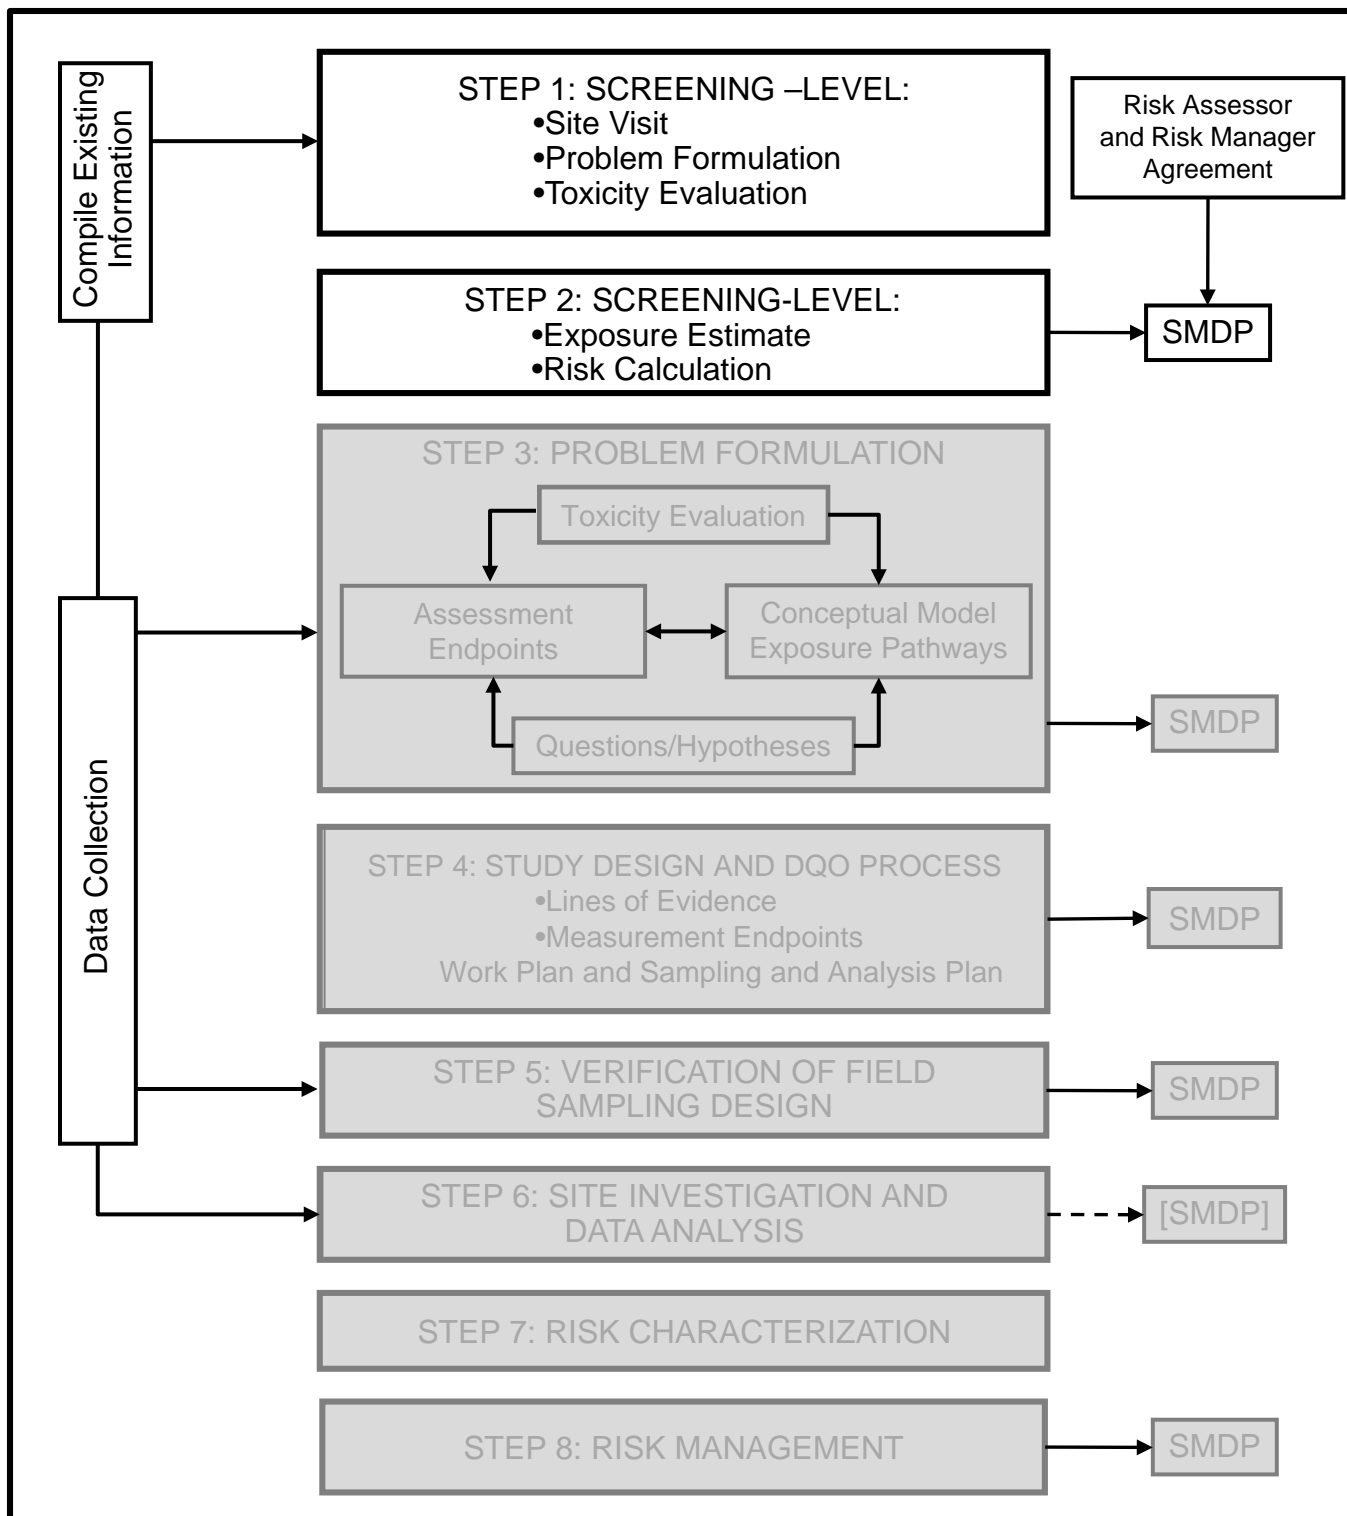 Compile Existing
Information
STEP 1: SCREENING –LEVEL:
•Site Visit
•Problem Formulation
•Toxicity Evaluation
Risk Assessor
and Risk Manager
Agreement
STEP 2: SCREENING-LEVEL:
•Exposure Estimate
•Risk Calculation
SMDP
Data Collection
STEP 3: PROBLEM FORMULATION
Toxicity Evaluation
Assessment
Endpoints
Conceptual Model
Exposure Pathways
Questions/Hypotheses
SMDP
STEP 4: STUDY DESIGN AND DQO PROCESS
•Lines of Evidence
•Measurement Endpoints
Work Plan and Sampling and Analysis Plan
SMDP
STEP 5: VERIFICATION OF FIELD
SAMPLING DESIGN
SMDP
STEP 6: SITE INVESTIGATION AND
DATA ANALYSIS
[SMDP]
STEP 7: RISK CHARACTERIZATION
STEP 8: RISK MANAGEMENT
SMDP